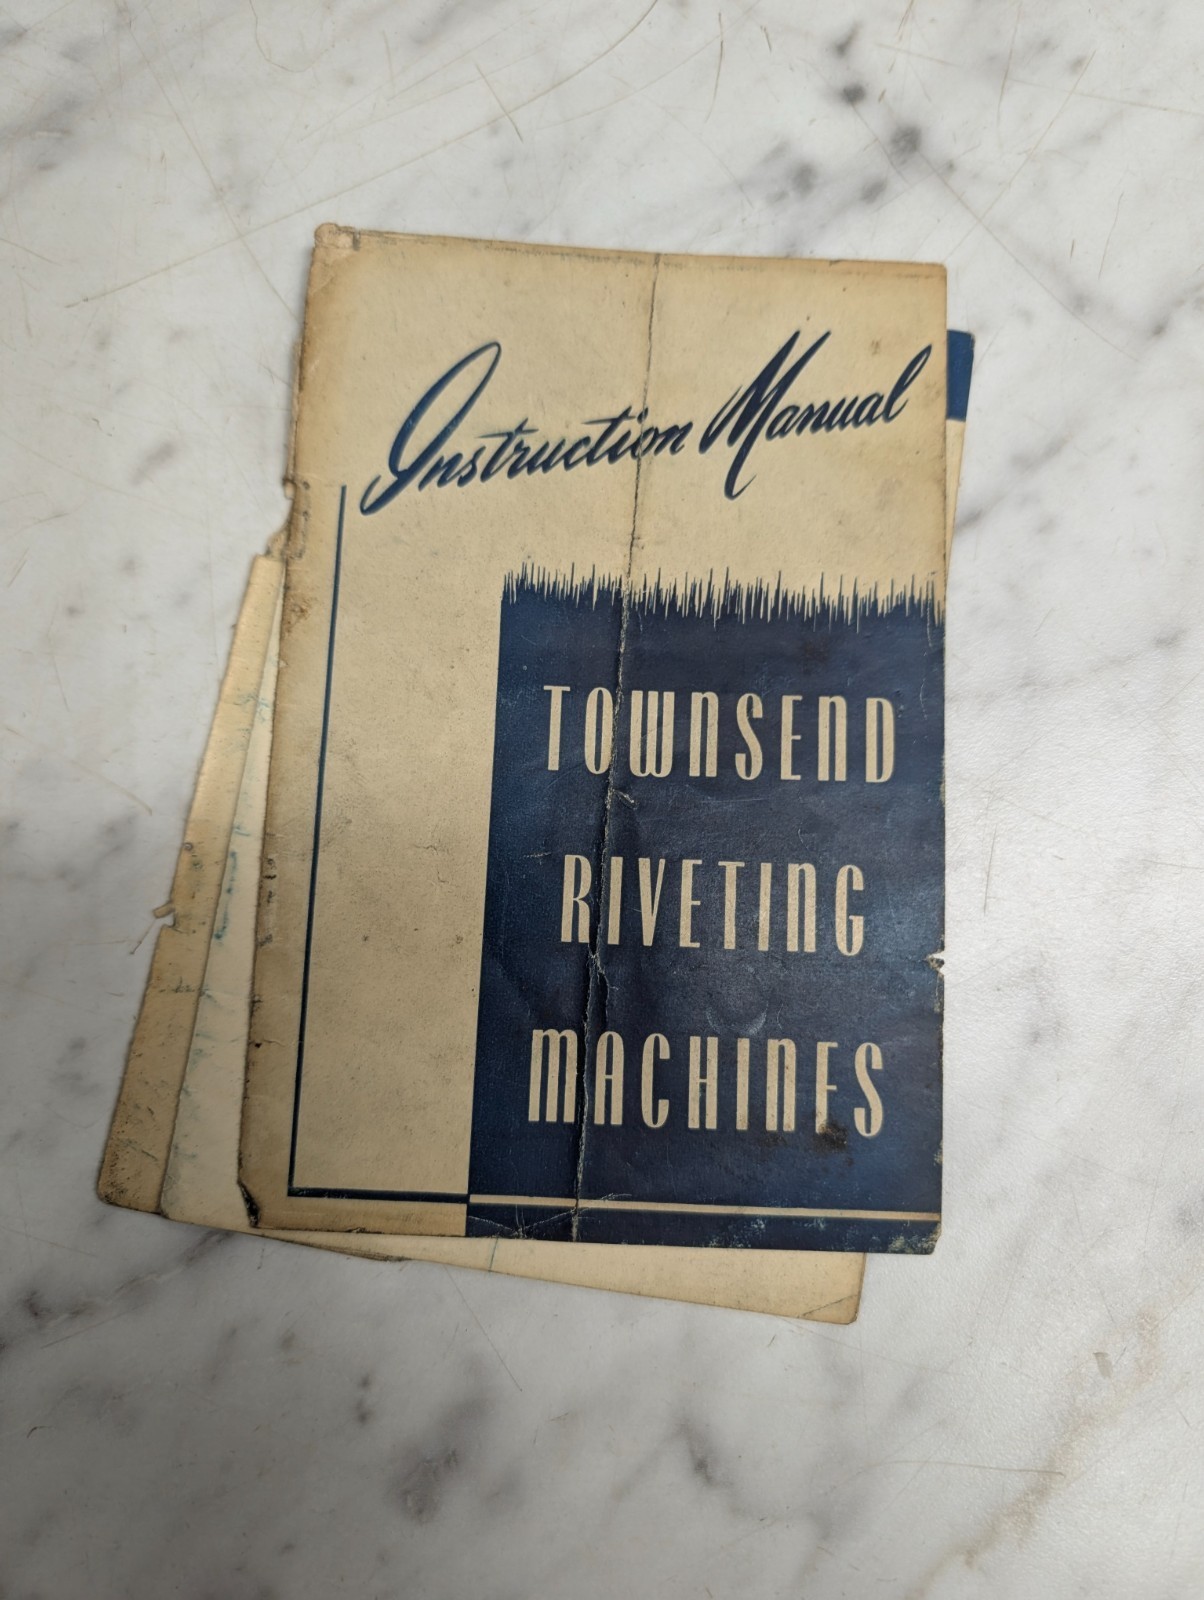 Instruction Manual
TOWNSEND
RIVETING
MACHINES